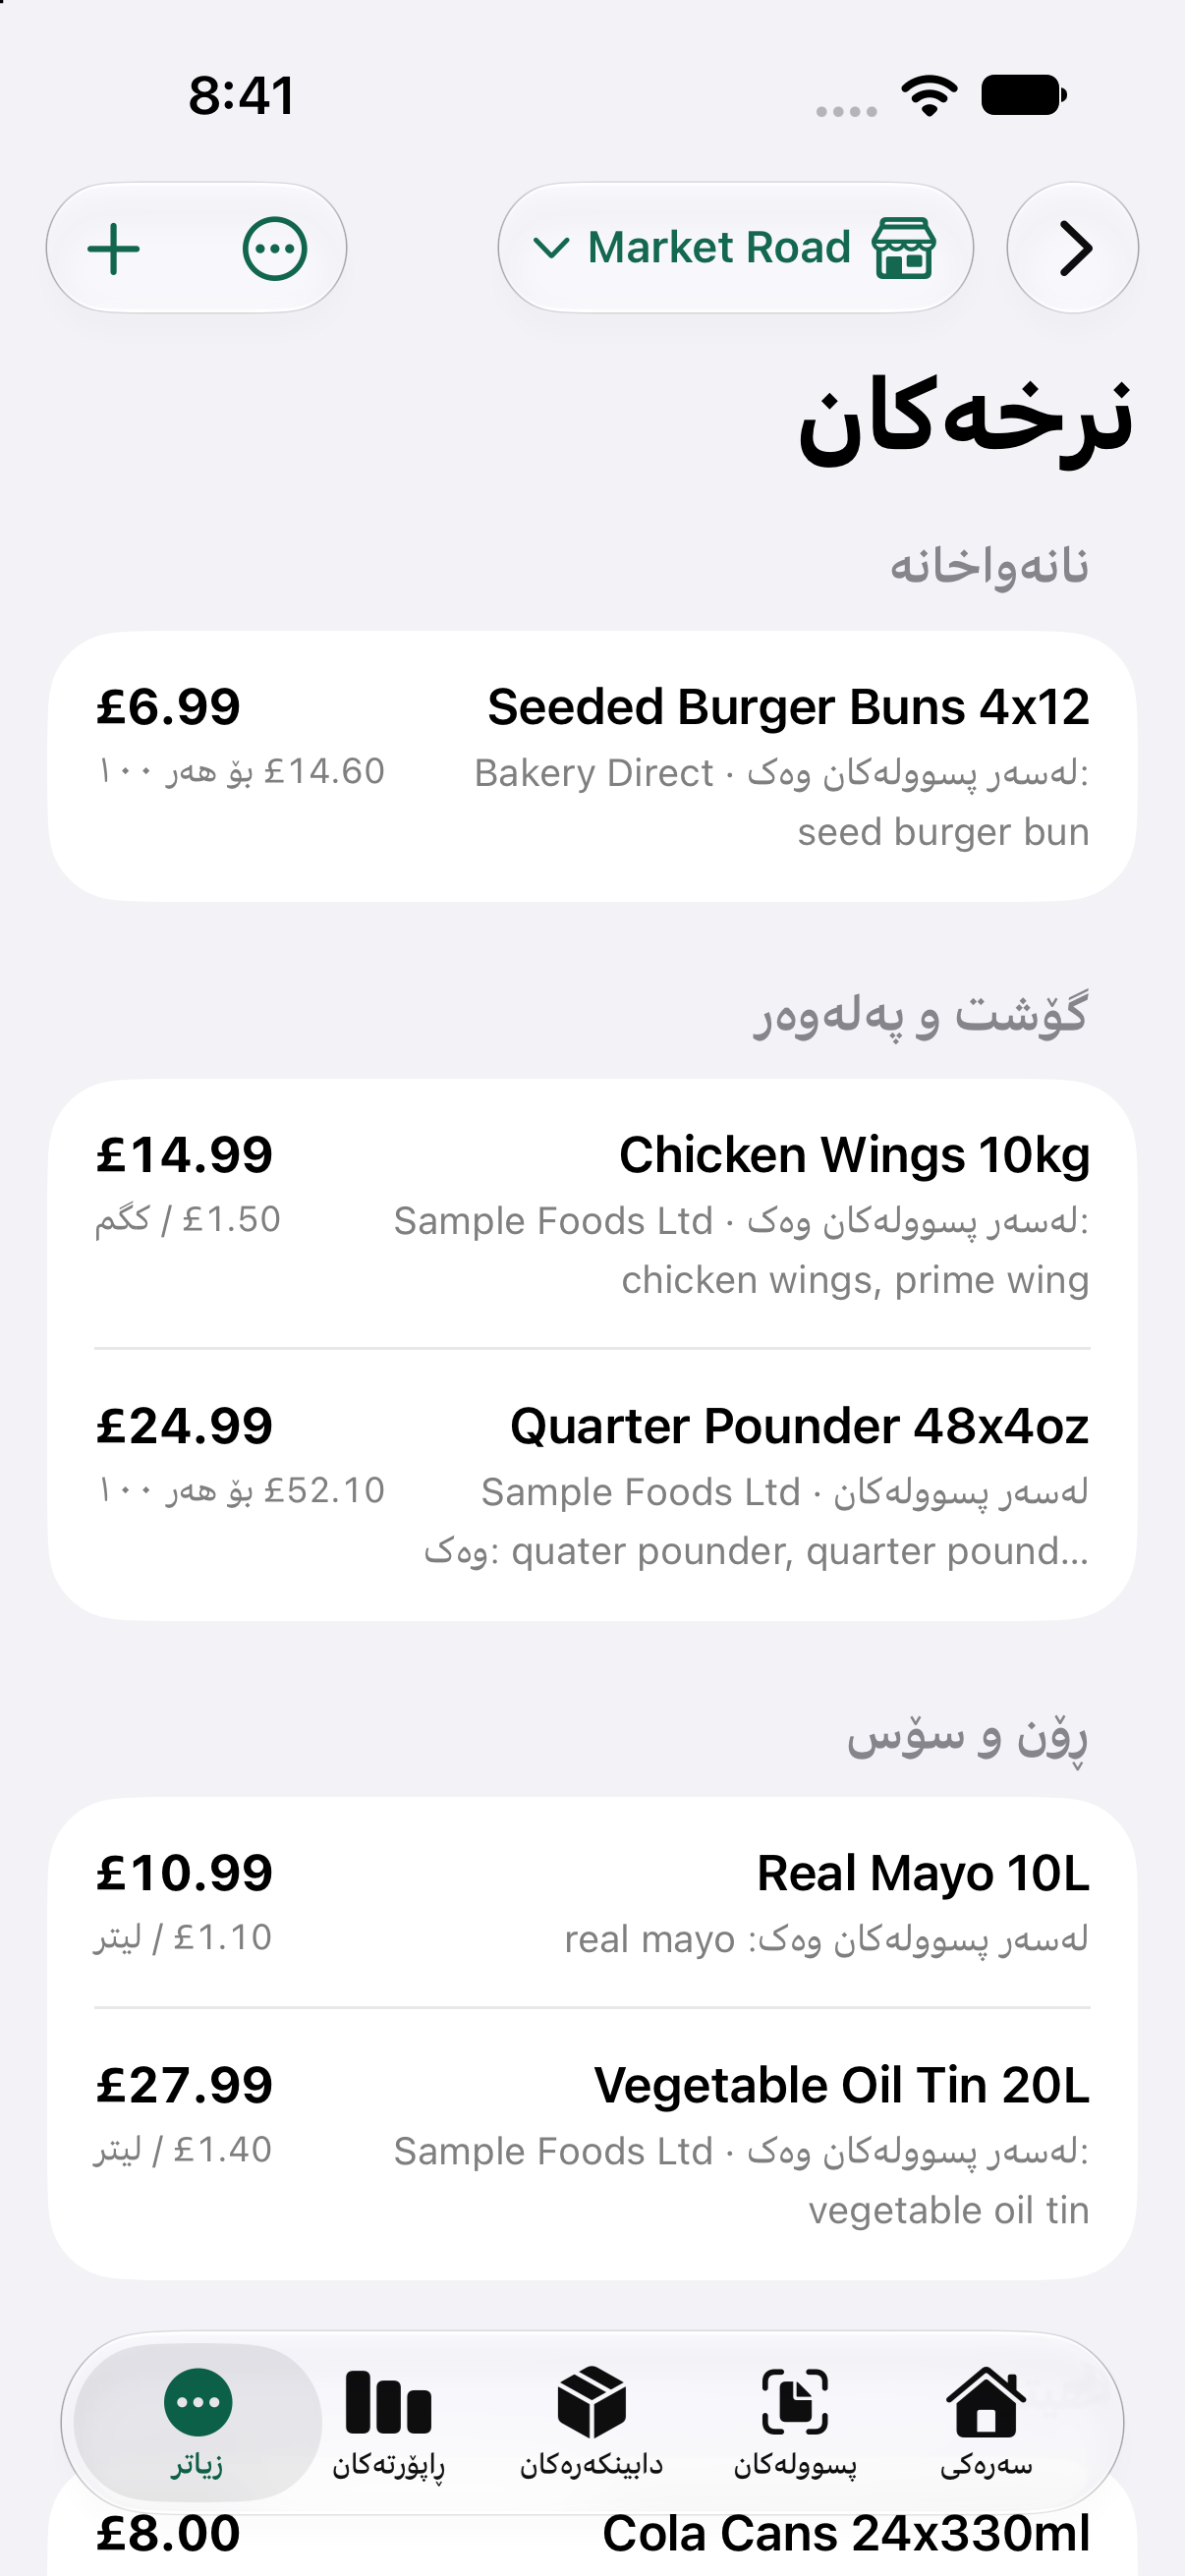 8:41
Market Road
نرخەکان
نانەواخانە
Seeded Burger Buns 4x12
£6.99
Bakery Direct · لەسەر پسوولەکان وەک:
seed burger bun
£14.60 بۆ هەر ١٠٠
گۆشت و پەلەوەر
Chicken Wings 10kg
£14.99
Sample Foods Ltd · لەسەر پسوولەکان وەک:
chicken wings, prime wing
£1.50 / کگم
Quarter Pounder 48x4oz
£24.99
Sample Foods Ltd · لەسەر پسوولەکان
وەک: quater pounder, quarter pound...
£52.10 بۆ هەر ١٠٠
ڕۆن و سۆس
Real Mayo 10L
£10.99
لەسەر پسوولەکان وەک: real mayo
£1.10 / لیتر
Vegetable Oil Tin 20L
£27.99
Sample Foods Ltd · لەسەر پسوولەکان وەک:
vegetable oil tin
£1.40 / لیتر
سەرەکی
پسوولەکان
دابینکەرەکان
ڕاپۆرتەکان
زیاتر
Cola Cans 24x330ml
£8.00